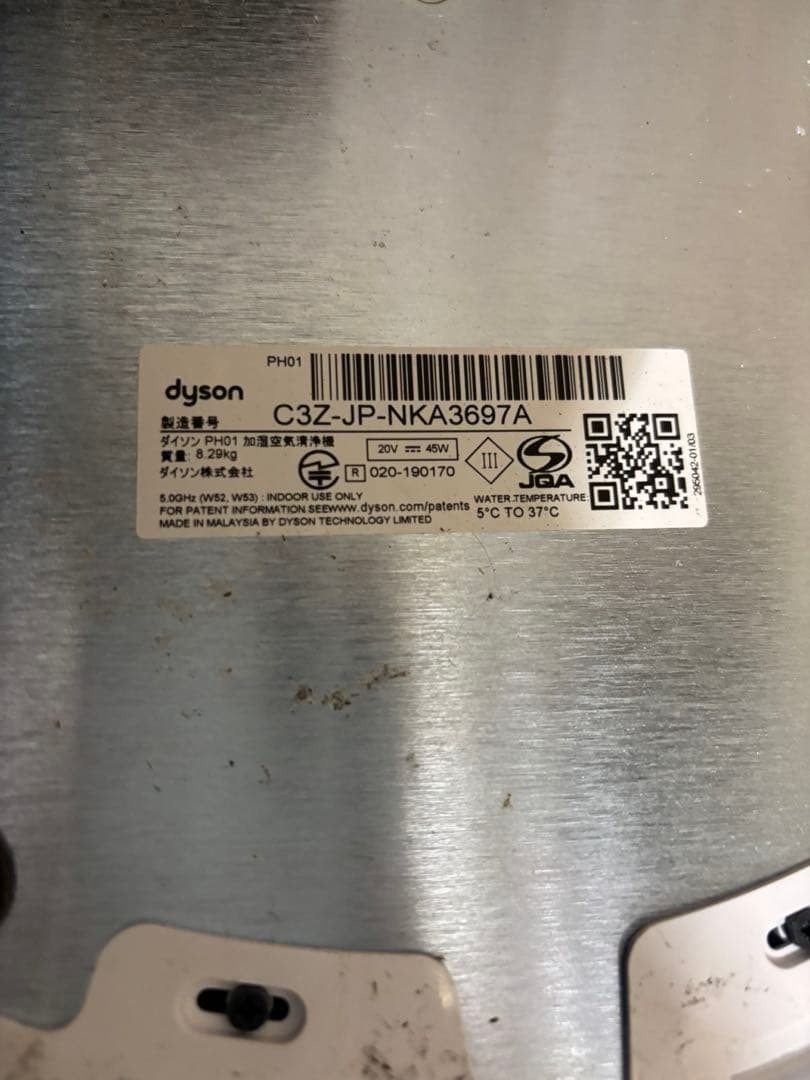 PH01
dyson
製造番号 C3Z-JP-NKA3697A
ダイソン PH01 加湿空気清浄機
質量: 8.29kg
ダイソン株式会社
20V ⎓ 45W
R 020-190170
III
JQA
5.0GHz (W52, W53) : INDOOR USE ONLY
FOR PATENT INFORMATION SEEwww.dyson.com/patents
MADE IN MALAYSIA BY DYSON TECHNOLOGY LIMITED
WATER.TEMPERATURE:
5°C TO 37°C
295042-01/03